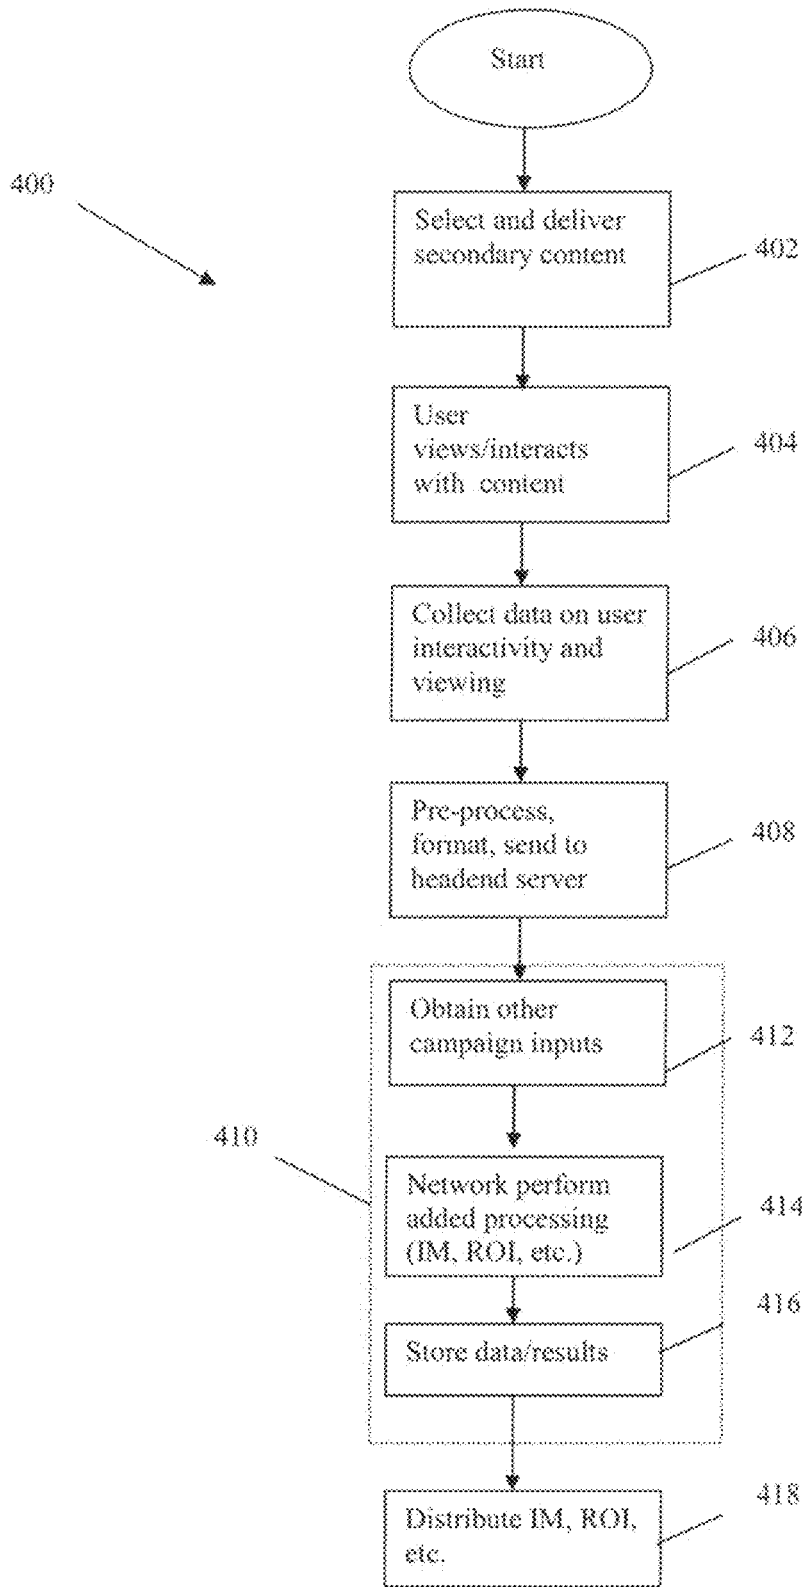 Start
400
Select and deliver
secondary content
402
User
views/interacts
with content
404
Collect data on user
interactivity and
viewing
406
Pre-process,
format, send to
headend server
408
Obtain other
campaign inputs
412
410
Network perform
added processing
(IM, ROI, etc.)
414
416
Store data/results
418
Distribute IM, ROI,
etc.